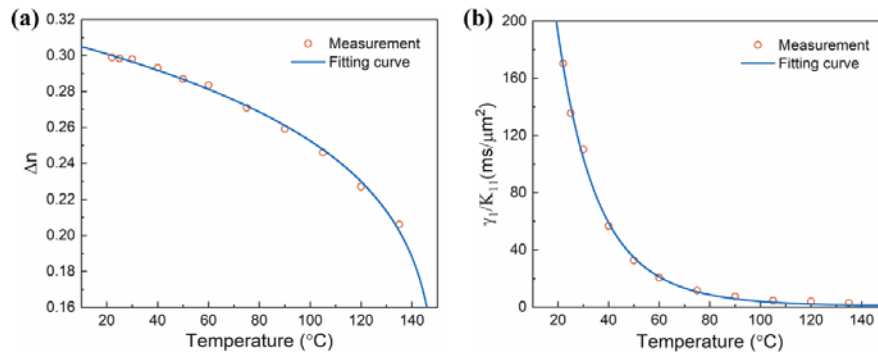 (a)
0.32
0.30
0.28
0.26
0.24
0.22
0.20
0.18
0.16
Δn
Measurement
Fitting curve
20 40 60 80 100 120 140
Temperature (°C)
(b)
200
160
120
80
40
0
γ₁/K₁₁(ms/μm²)
Measurement
Fitting curve
20 40 60 80 100 120 140
Temperature (°C)